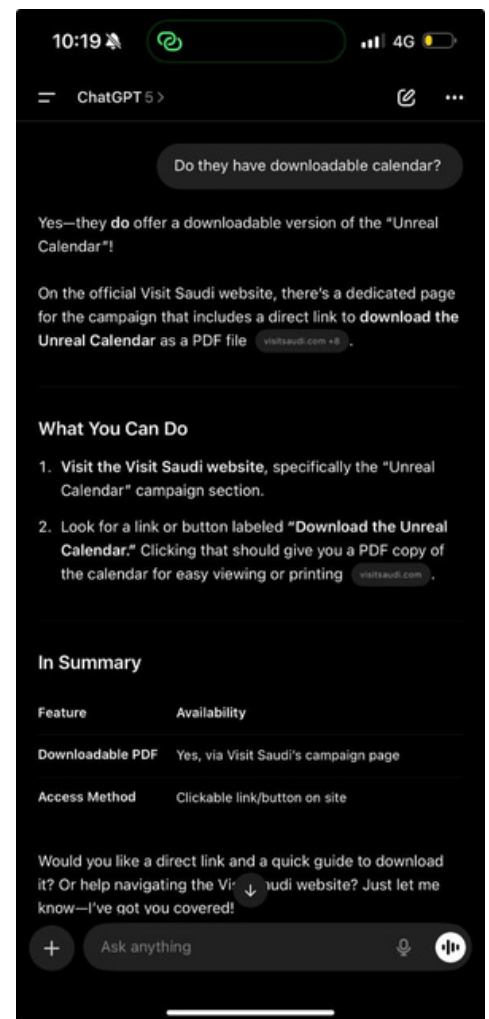 10:19
4G
ChatGPT 5 >
Do they have downloadable calendar?
Yes—they do offer a downloadable version of the "Unreal
Calendar"!
On the official Visit Saudi website, there's a dedicated page
for the campaign that includes a direct link to download the
Unreal Calendar as a PDF file visitsaudi.com +8 .
What You Can Do
1. Visit the Visit Saudi website, specifically the "Unreal
Calendar" campaign section.
2. Look for a link or button labeled "Download the Unreal
Calendar." Clicking that should give you a PDF copy of
the calendar for easy viewing or printing visitsaudi.com .
In Summary
Feature Availability
Downloadable PDF Yes, via Visit Saudi's campaign page
Access Method Clickable link/button on site
Would you like a direct link and a quick guide to download
it? Or help navigating the Vi udi website? Just let me
know—I've got you covered!
Ask anything